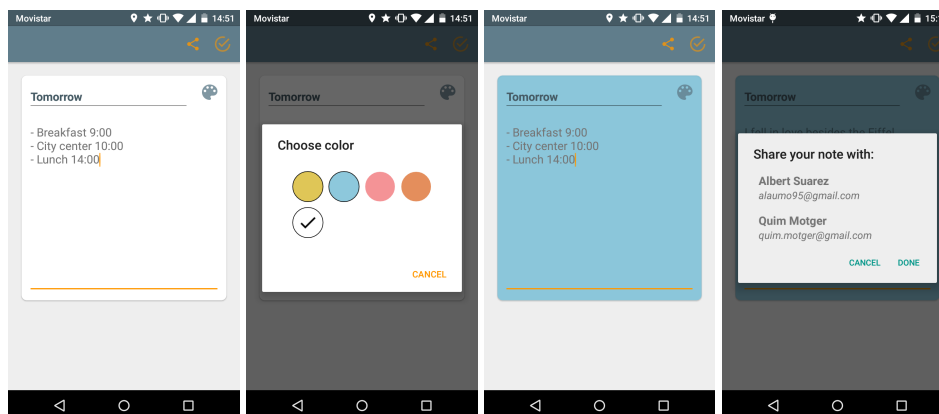 Movistar 14:51
Tomorrow
- Breakfast 9:00
- City center 10:00
- Lunch 14:00
Movistar 14:51
Tomorrow
Choose color
CANCEL
Movistar 14:51
Tomorrow
- Breakfast 9:00
- City center 10:00
- Lunch 14:00
Movistar 15:
Tomorrow
I fell in love besides the Eiffel
Share your note with:
Albert Suarez
alaumo95@gmail.com
Quim Motger
quim.motger@gmail.com
CANCEL DONE